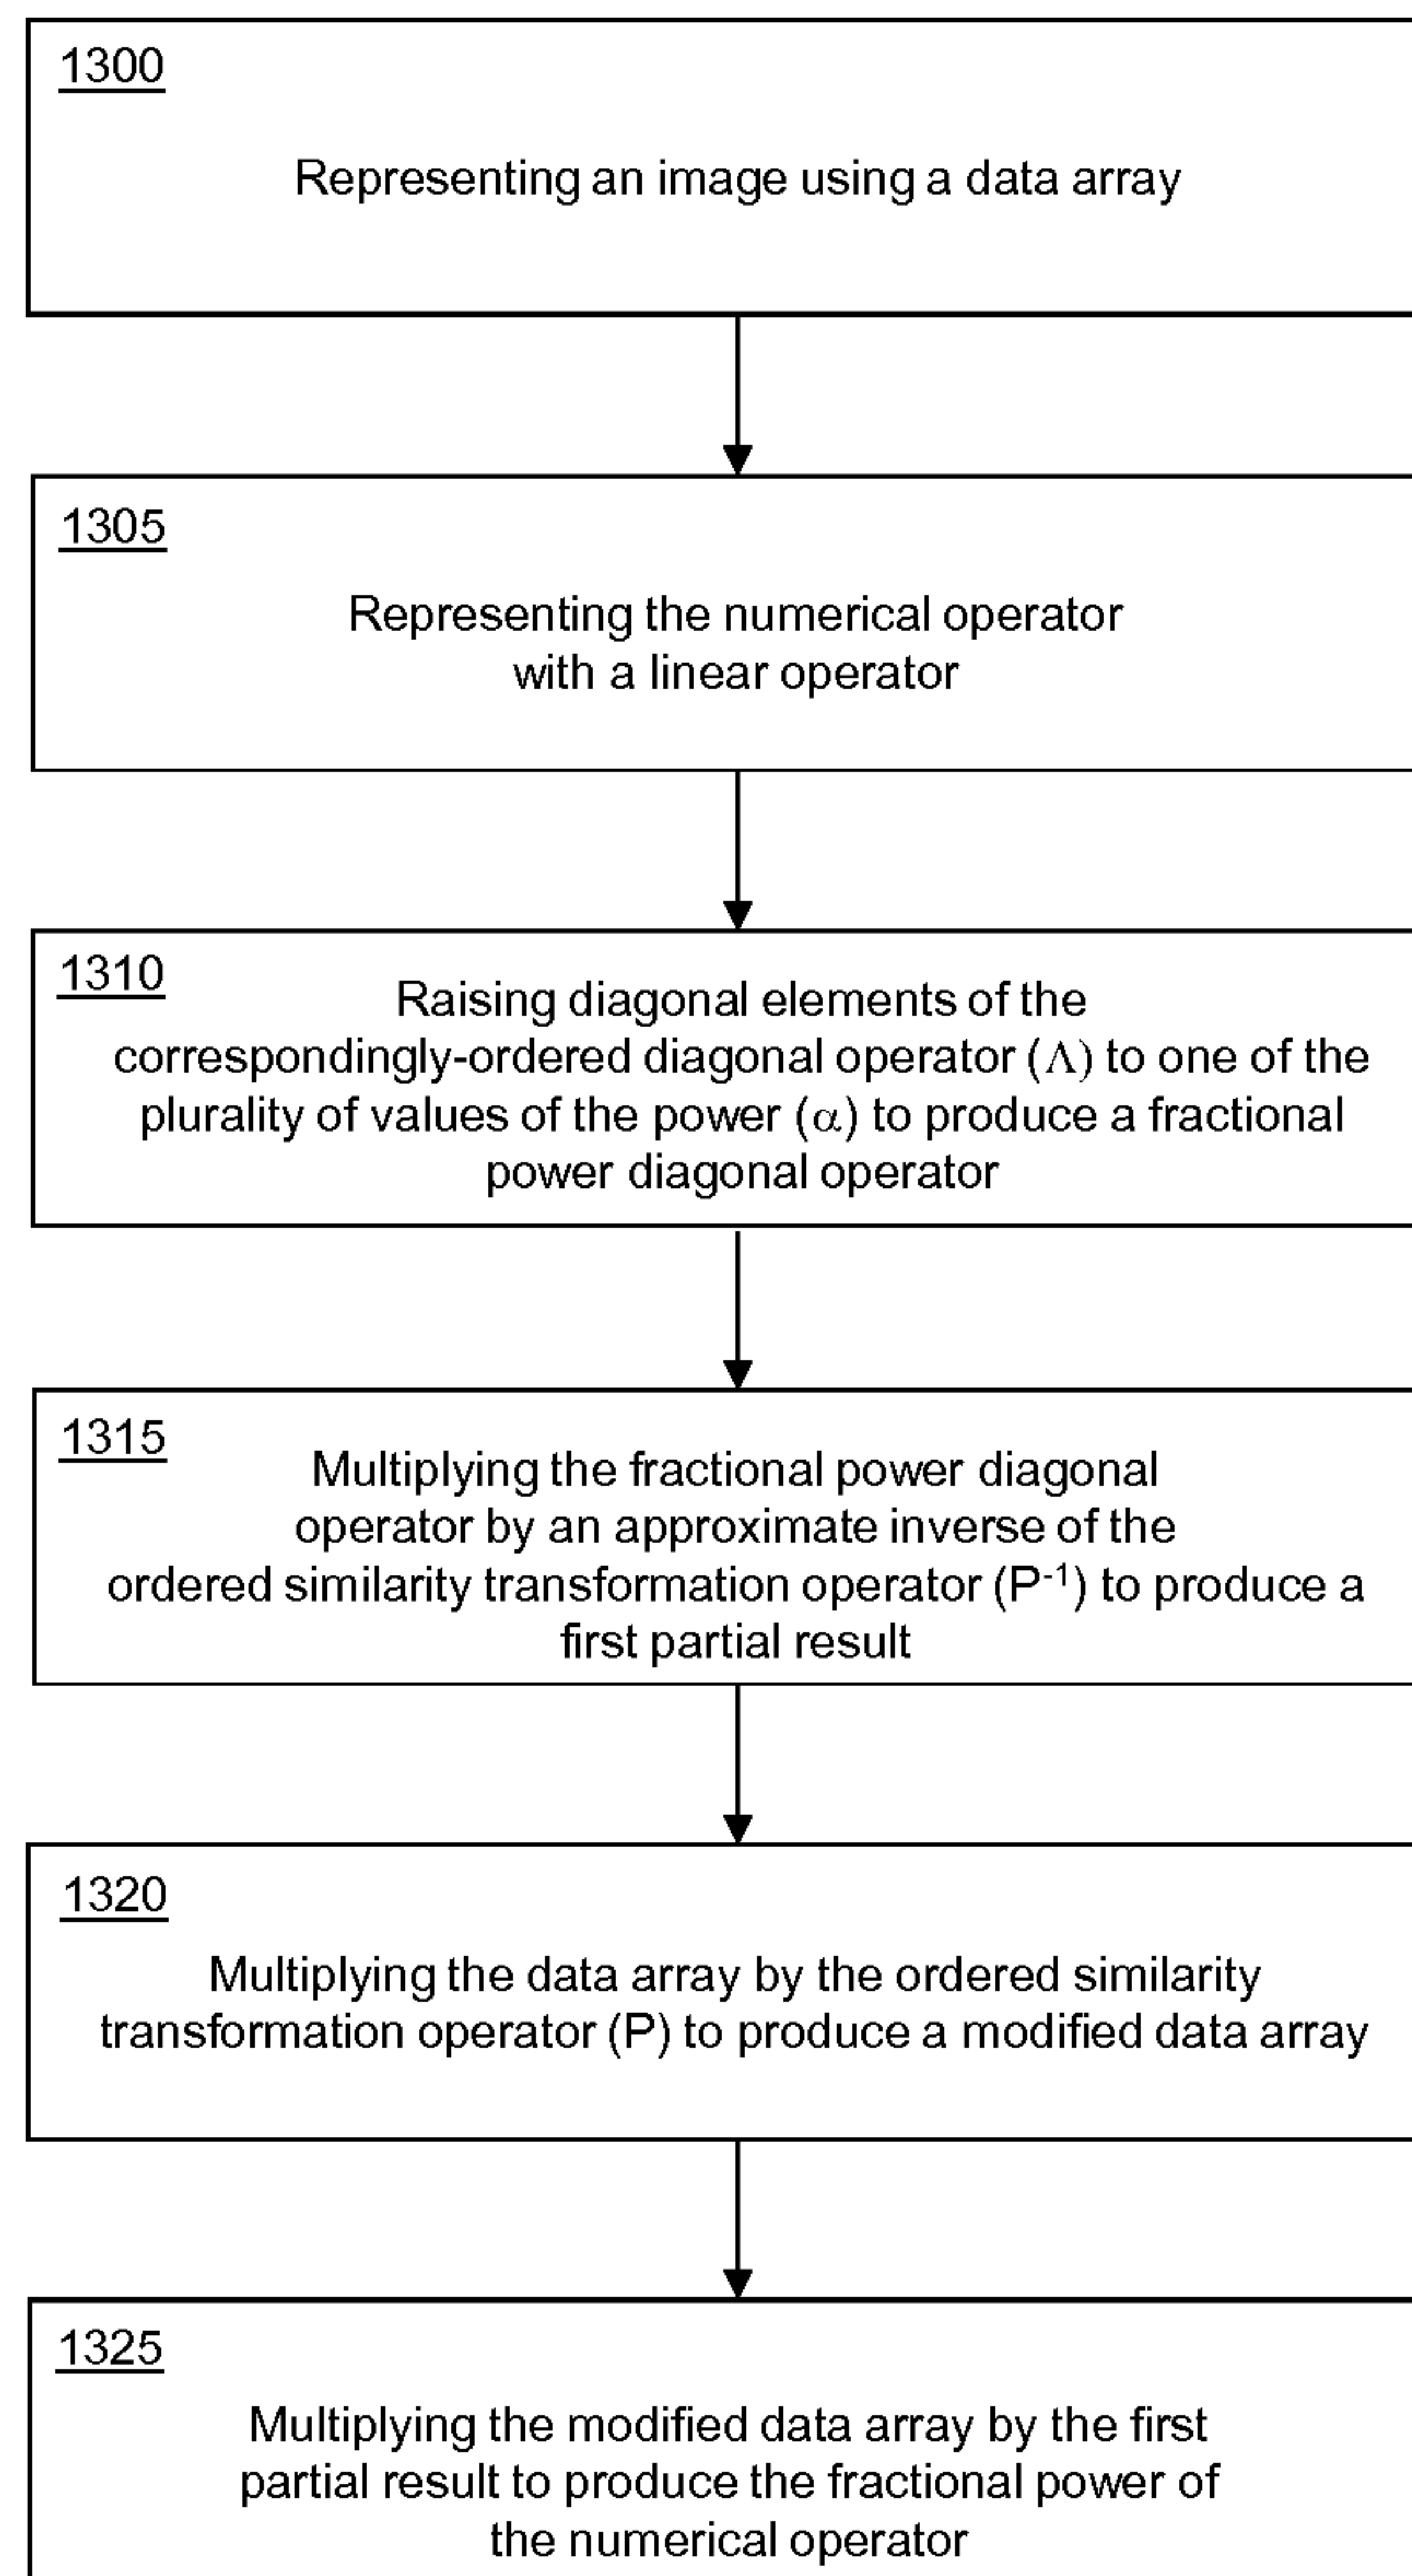 1300
Representing an image using a data array
1305
Representing the numerical operator
with a linear operator
1310
Raising diagonal elements of the
correspondingly-ordered diagonal operator (Λ) to one of the
plurality of values of the power (α) to produce a fractional
power diagonal operator
1315
Multiplying the fractional power diagonal
operator by an approximate inverse of the
ordered similarity transformation operator (P⁻¹) to produce a
first partial result
1320
Multiplying the data array by the ordered similarity
transformation operator (P) to produce a modified data array
1325
Multiplying the modified data array by the first
partial result to produce the fractional power of
the numerical operator